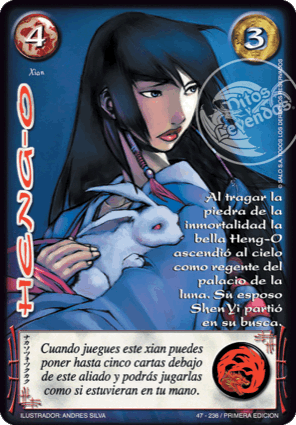 4
3
Xian
Mitos y Leyendas
HENG-O
Al tragar la
piedra de la
inmortalidad la
bella Heng-O
ascendió al cielo
como regente del
palacio de la
luna. Su esposo
Shen Yi partió
en su busca.
Cuando juegues este xian puedes
poner hasta cinco cartas debajo
de este aliado y podrás jugarlas
como si estuvieran en tu mano.
ILUSTRADOR: ANDRES SILVA
47 - 236 / PRIMERA EDICION